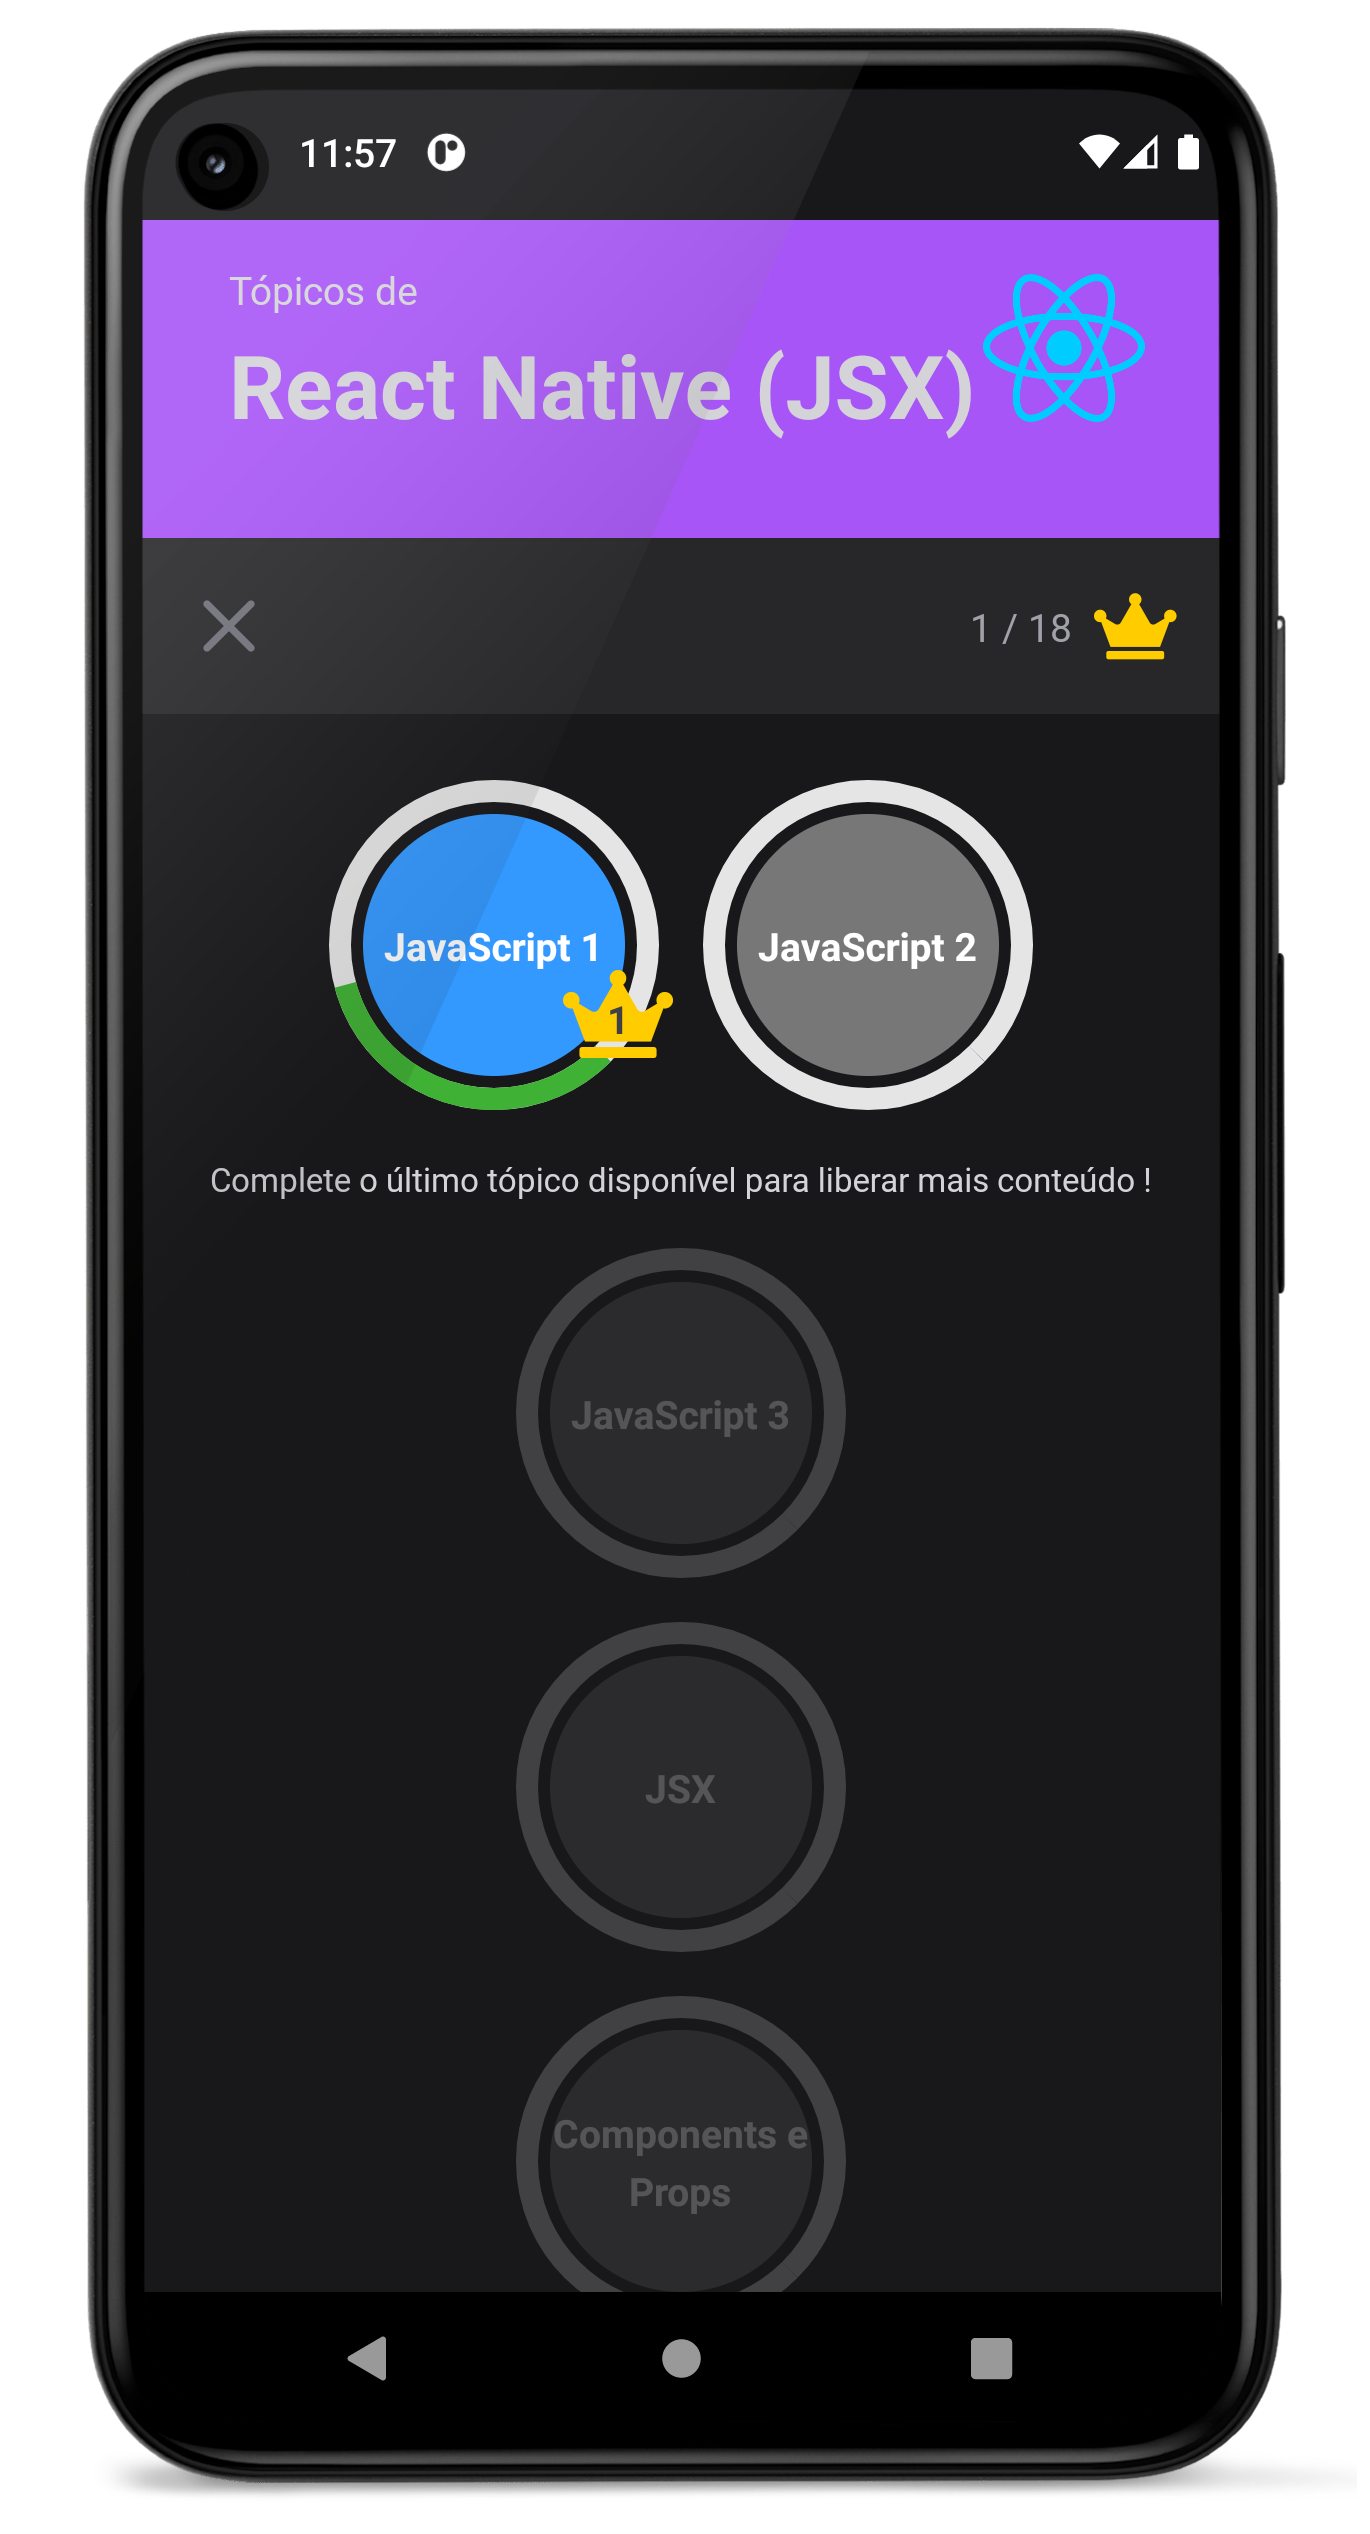 11:57
Tópicos de
React Native (JSX)
1 / 18
JavaScript 1
1
JavaScript 2
Complete o último tópico disponível para liberar mais conteúdo !
JavaScript 3
JSX
Components e
Props